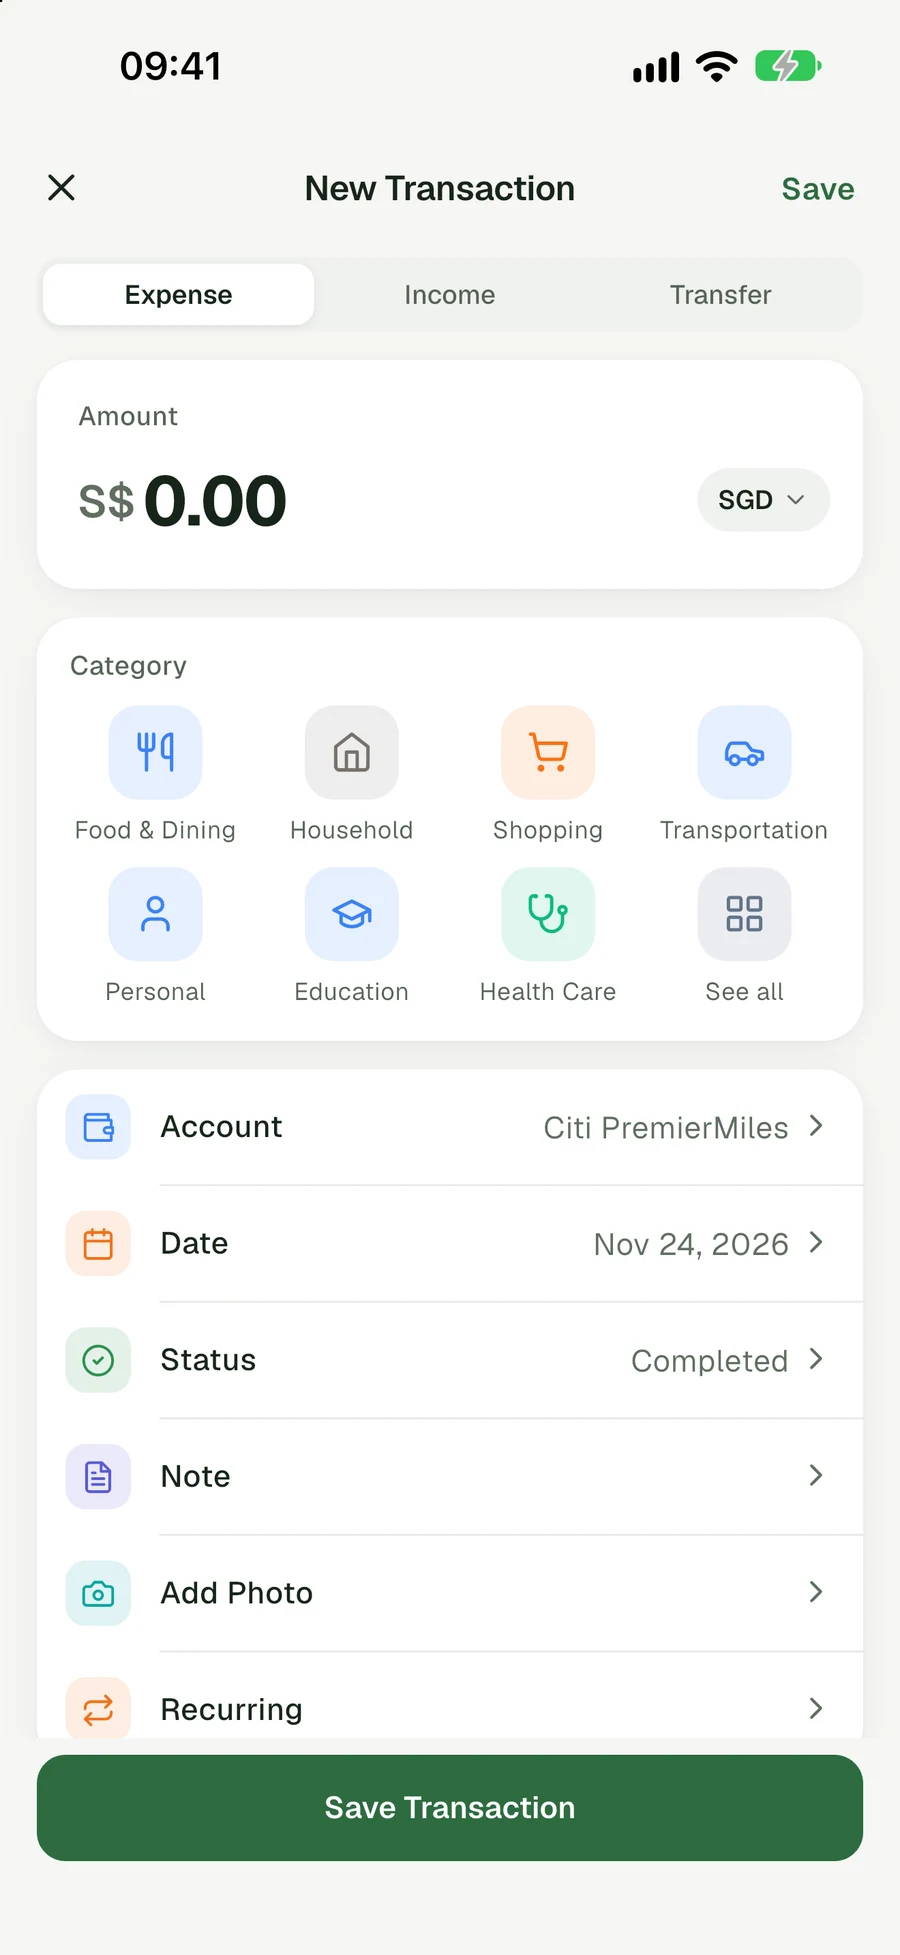 09:41
New Transaction
Save
Expense
Income
Transfer
Amount
S$ 0.00
SGD
Category
Food & Dining
Household
Shopping
Transportation
Personal
Education
Health Care
See all
Account
Citi PremierMiles
Date
Nov 24, 2026
Status
Completed
Note
Add Photo
Recurring
Save Transaction